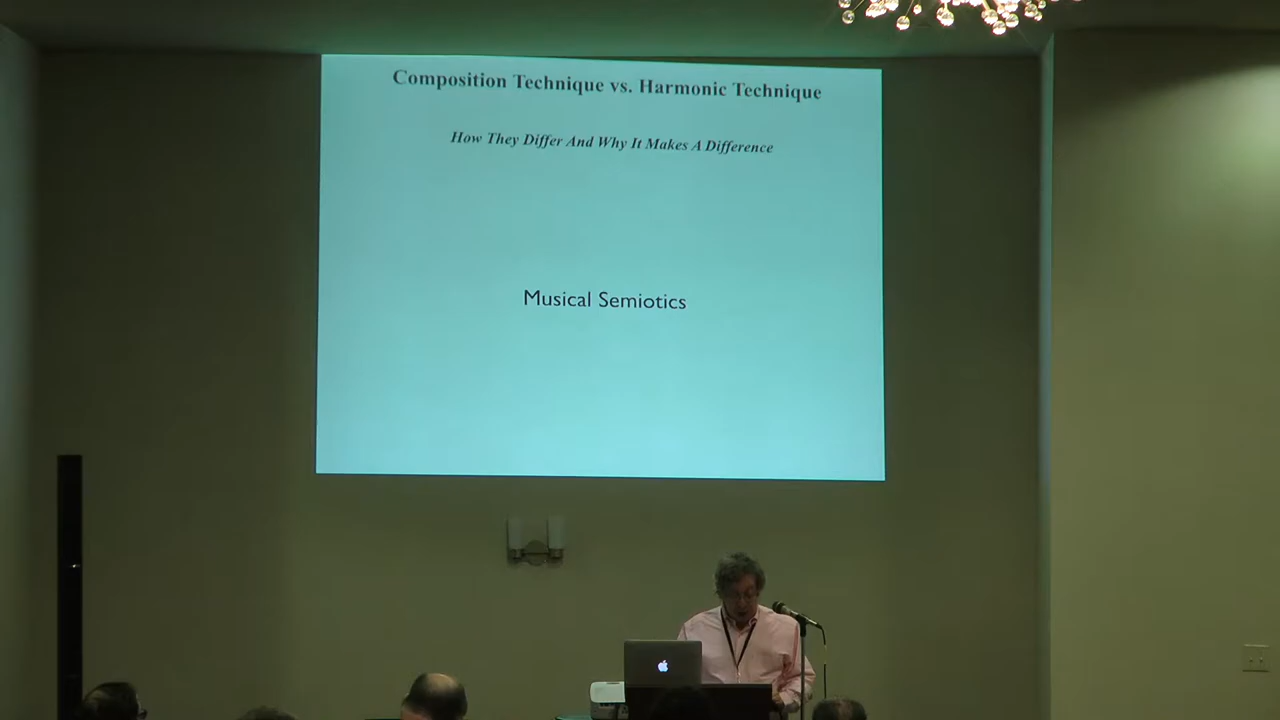 Composition Technique vs. Harmonic Technique
How They Differ And Why It Makes A Difference
Musical Semiotics